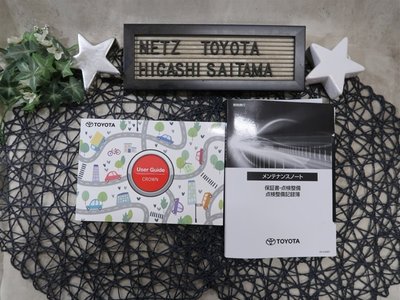 NETZ TOYOTA
HIGASHI SAITAMA
TOYOTA
User Guide
CROWN
メンテナンスノート
保証書・点検整備
点検整備記録簿
TOYOTA